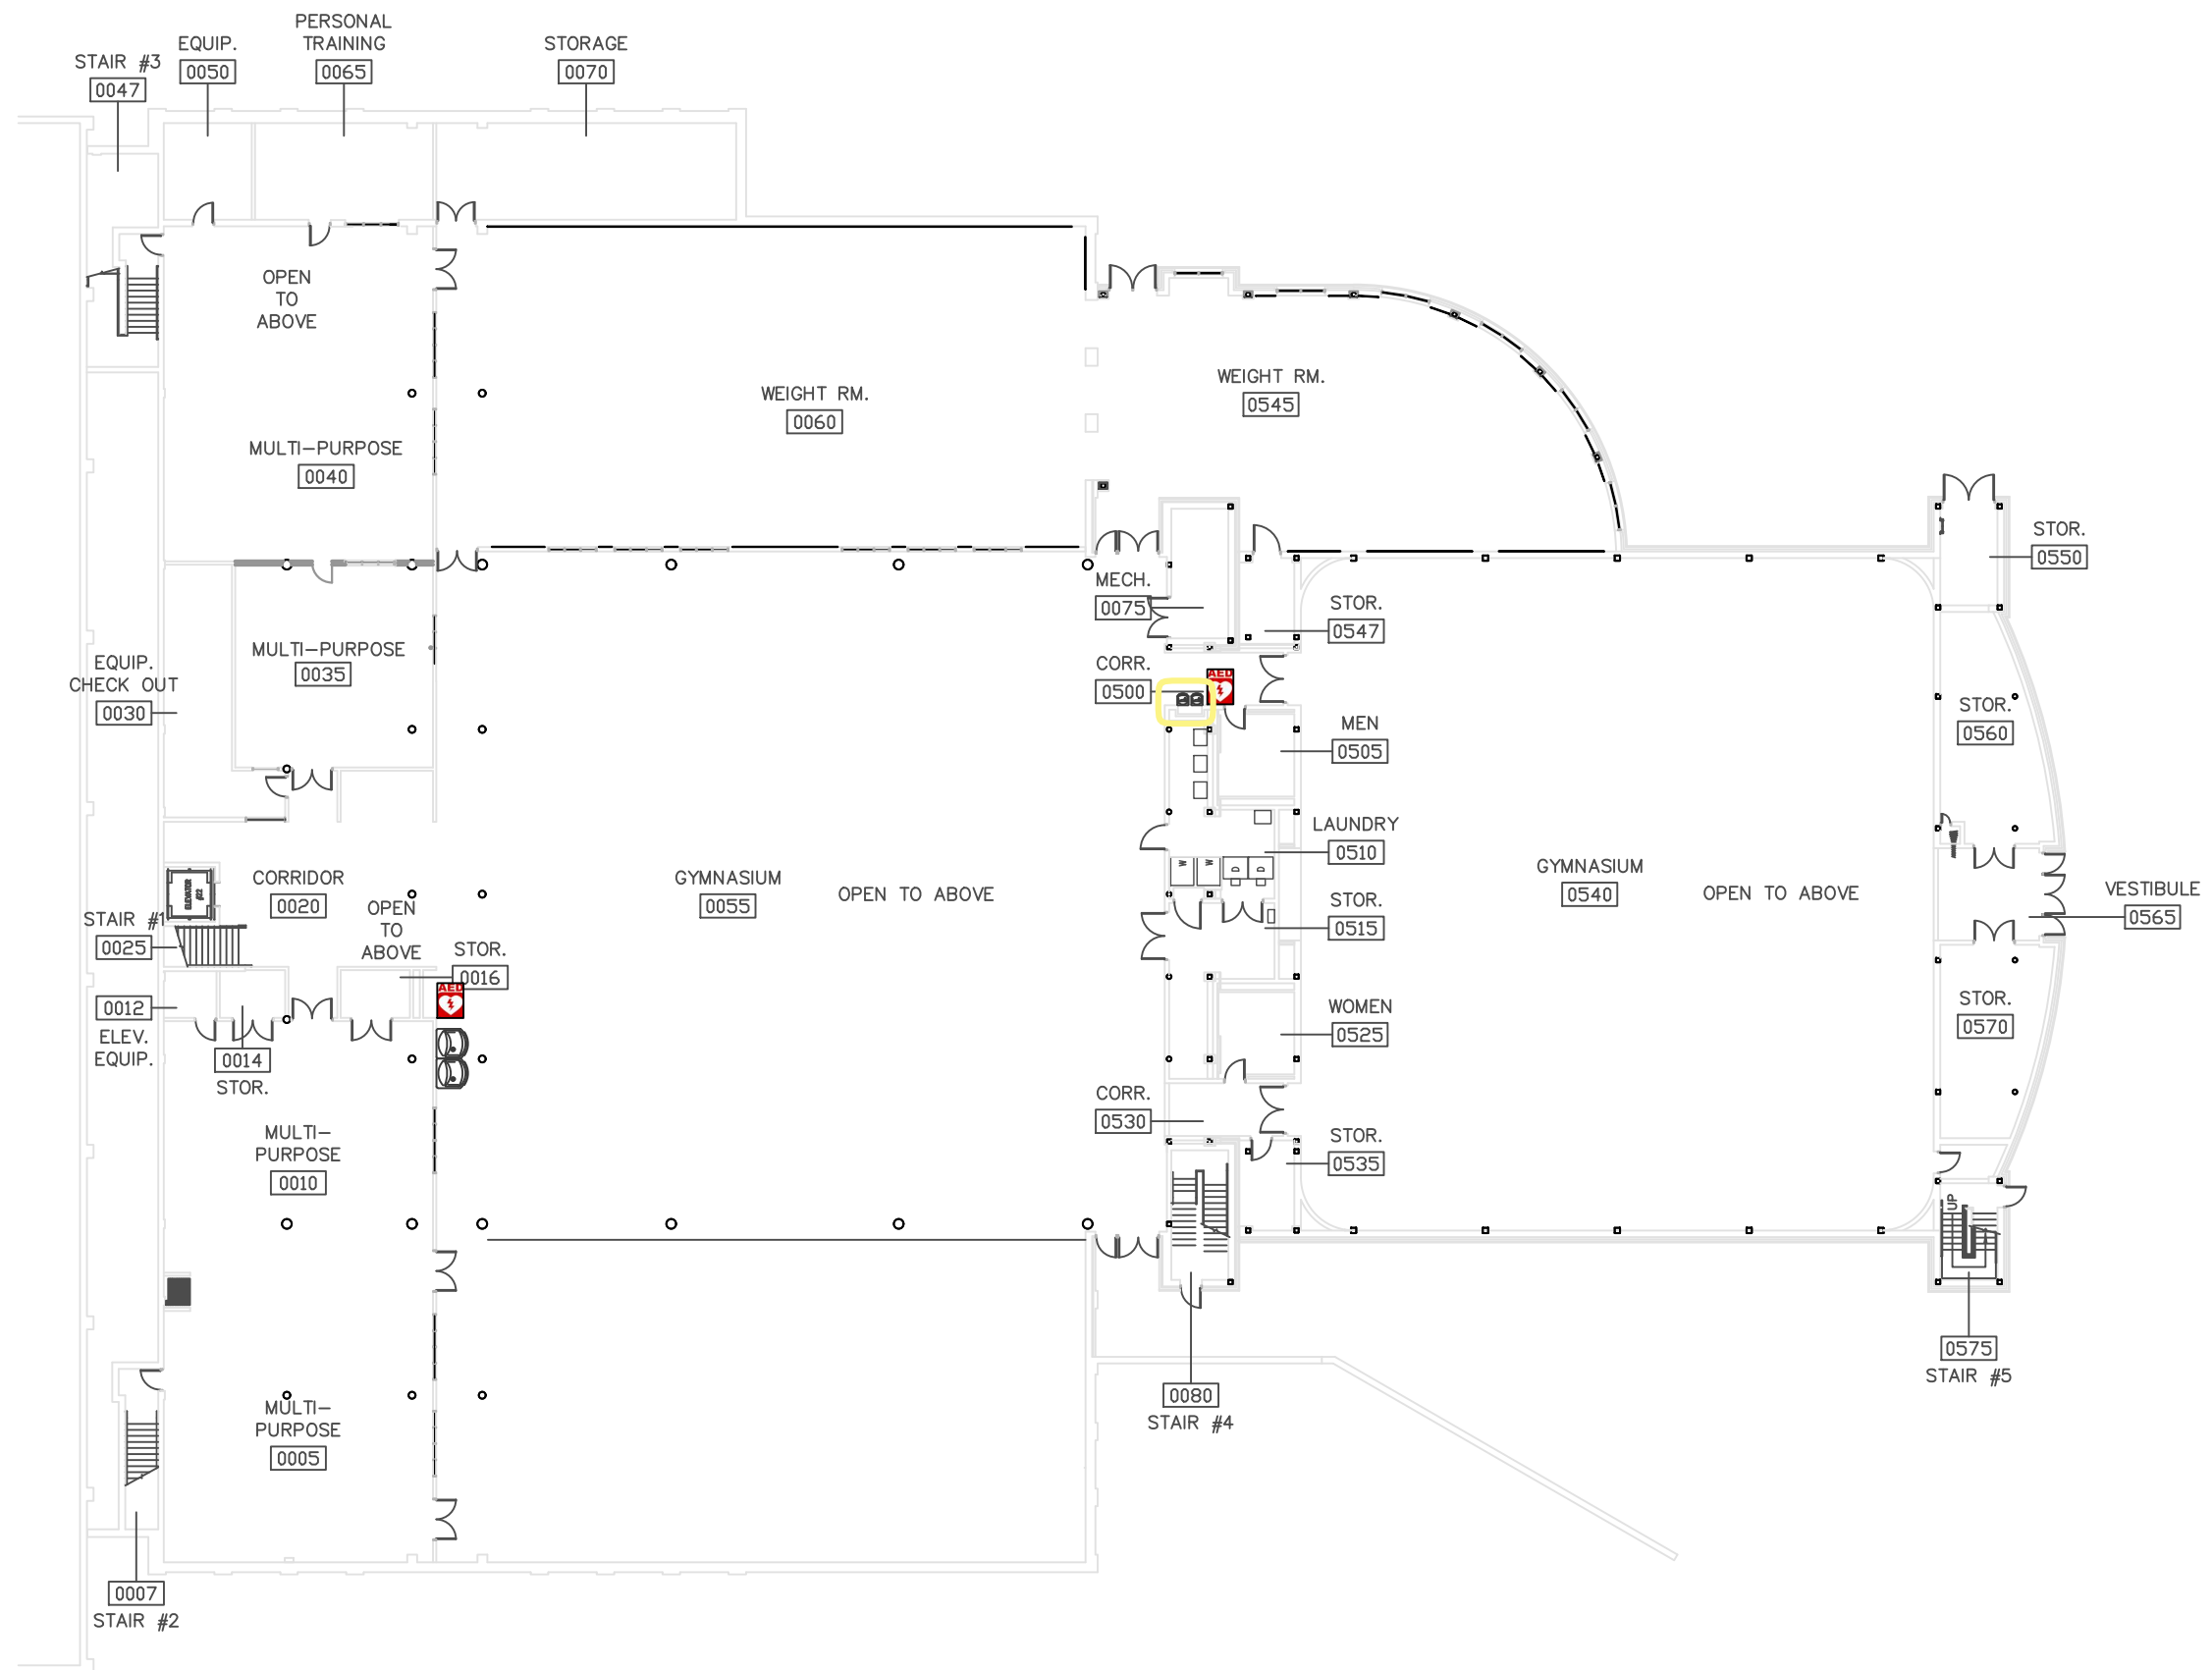 PERSONAL
TRAINING
0065
EQUIP.
0050
STORAGE
0070
STAIR #3
0047
OPEN
TO
ABOVE
WEIGHT RM.
0060
WEIGHT RM.
0545
MULTI-PURPOSE
0040
STOR.
0550
MECH.
0075
STOR.
0547
MULTI-PURPOSE
0035
EQUIP.
CHECK OUT
0030
CORR.
0500
AED
MEN
0505
STOR.
0560
LAUNDRY
0510
W
W
D
D
GYMNASIUM
0540
OPEN TO ABOVE
CORRIDOR
0020
GYMNASIUM
0055
OPEN TO ABOVE
ELEVATOR
STAIR #1
0025
OPEN
TO
ABOVE
STOR.
0515
VESTIBULE
0565
STOR.
0016
AED
0012
ELEV.
EQUIP.
0014
STOR.
WOMEN
0525
STOR.
0570
CORR.
0530
MULTI-
PURPOSE
0010
STOR.
0535
UP
0575
STAIR #5
0080
STAIR #4
MULTI-
PURPOSE
0005
0007
STAIR #2